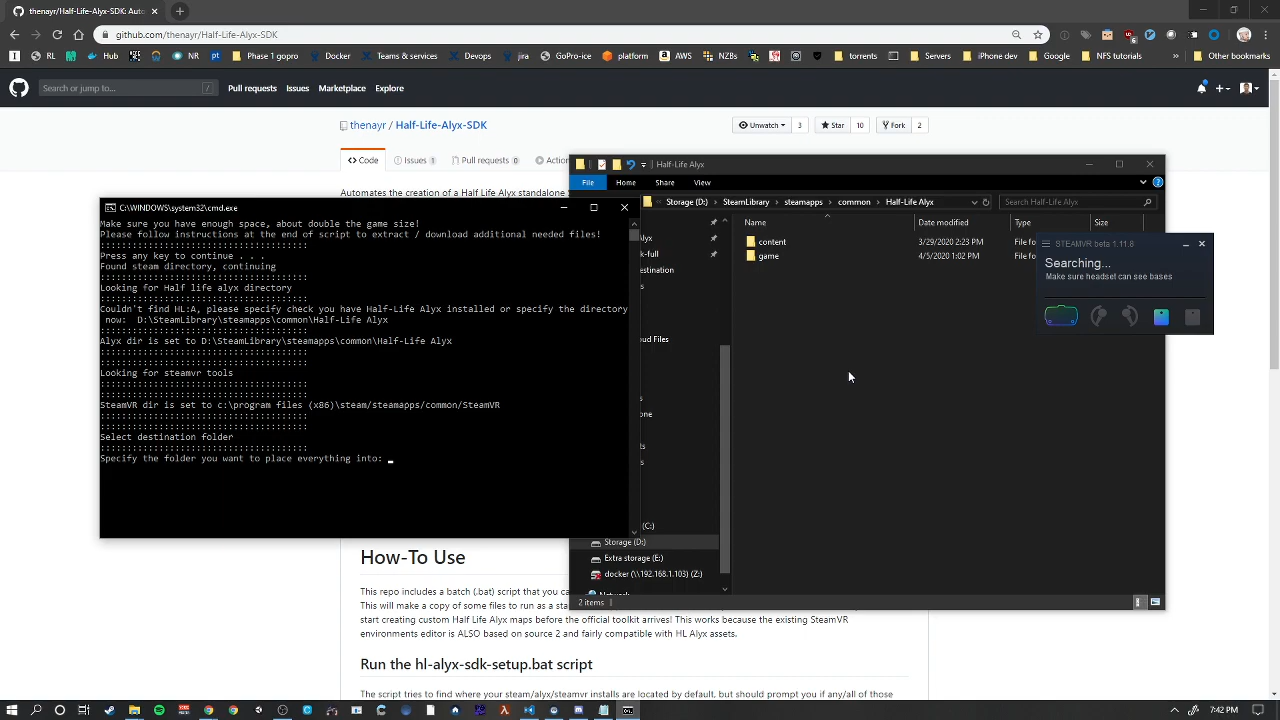 thenayr/Half-Life-Alyx-SDK: Aut
github.com/thenayr/Half-Life-Alyx-SDK
RL
Hub
NR
pt
Phase 1 gopro
Docker
Teams & services
Devops
jira
GoPro-ice
platform
AWS
NZBs
torrents
Servers
iPhone dev
Google
NFS tutorials
»
Other bookmarks
Search or jump to...
/
Pull requests
Issues
Marketplace
Explore
thenayr / Half-Life-Alyx-SDK
Unwatch
3
Star
10
Fork
2
<> Code
Issues 1
Pull requests 0
Action
Automates the creation of a Half Life Alyx standalone
C:\WINDOWS\system32\cmd.exe
Make sure you have enough space, about double the game size!
Please follow instructions at the end of script to extract / download additional needed files!
:::::::::::::::::::::::::::::::::::::::
Press any key to continue . . .
Found steam directory, continuing
:::::::::::::::::::::::::::::::::::::::
Looking for Half life alyx directory
:::::::::::::::::::::::::::::::::::::::
Couldn't find HL:A, please specify check you have Half-Life Alyx installed or specify the directory
now: D:\SteamLibrary\steamapps\common\Half-Life Alyx
:::::::::::::::::::::::::::::::::::::::
Alyx dir is set to D:\SteamLibrary\steamapps\common\Half-Life Alyx
:::::::::::::::::::::::::::::::::::::::
:::::::::::::::::::::::::::::::::::::::
Looking for steamvr tools
:::::::::::::::::::::::::::::::::::::::
:::::::::::::::::::::::::::::::::::::::
SteamVR dir is set to c:\program files (x86)\steam/steamapps/common/SteamVR
:::::::::::::::::::::::::::::::::::::::
:::::::::::::::::::::::::::::::::::::::
Select destination folder
:::::::::::::::::::::::::::::::::::::::
Specify the folder you want to place everything into: _
Half-Life Alyx
File
Home
Share
View
Storage (D:)
SteamLibrary
steamapps
common
Half-Life Alyx
Search Half-Life Alyx
Name
Date modified
Type
Size
content
3/29/2020 2:23 PM
File fo
game
4/5/2020 1:02 PM
File fo
lyx
k-full
estination
s
oud Files
s
one
ts
s
(C:)
Storage (D:)
Extra storage (E:)
docker (\\192.168.1.103) (Z:)
Network
2 items
STEAMVR beta 1.11.8
Searching...
Make sure headset can see bases
How-To Use
This repo includes a batch (.bat) script that you ca
This will make a copy of some files to run as a sta
start creating custom Half Life Alyx maps before the official toolkit arrives! This works because the existing SteamVR
environments editor is ALSO based on source 2 and fairly compatible with HL Alyx assets.
Run the hl-alyx-sdk-setup.bat script
The script tries to find where your steam/alyx/steamvr installs are located by default, but should prompt you if any/all of those
7:42 PM